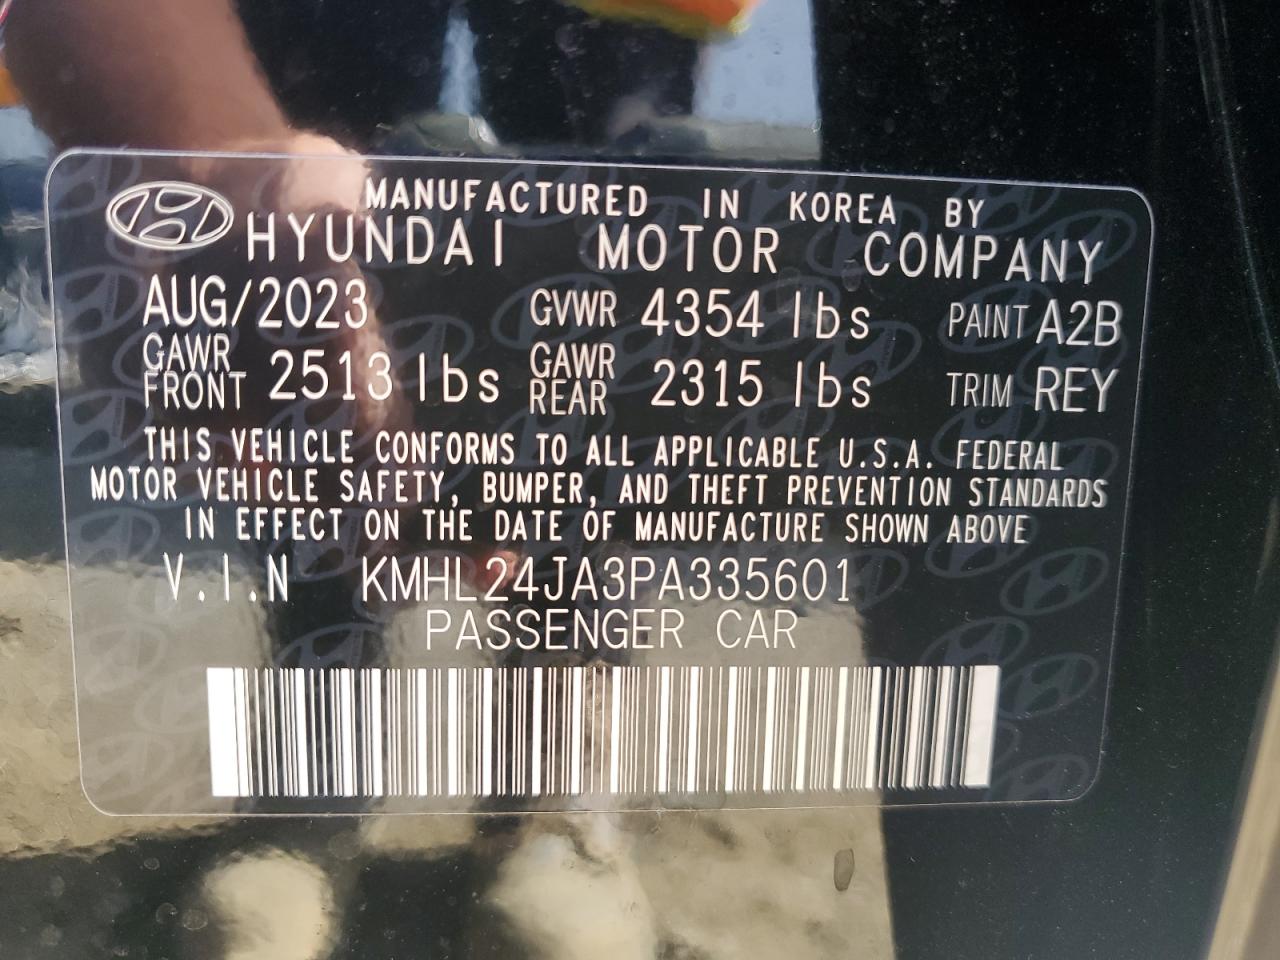 MANUFACTURED IN KOREA BY
HYUNDAI MOTOR COMPANY
AUG/2023 GVWR 4354 lbs PAINT A2B
GAWR FRONT 2513 lbs GAWR REAR 2315 lbs TRIM REY
THIS VEHICLE CONFORMS TO ALL APPLICABLE U.S.A. FEDERAL
MOTOR VEHICLE SAFETY, BUMPER, AND THEFT PREVENTION STANDARDS
IN EFFECT ON THE DATE OF MANUFACTURE SHOWN ABOVE
V.I.N KMHL24JA3PA335601
PASSENGER CAR